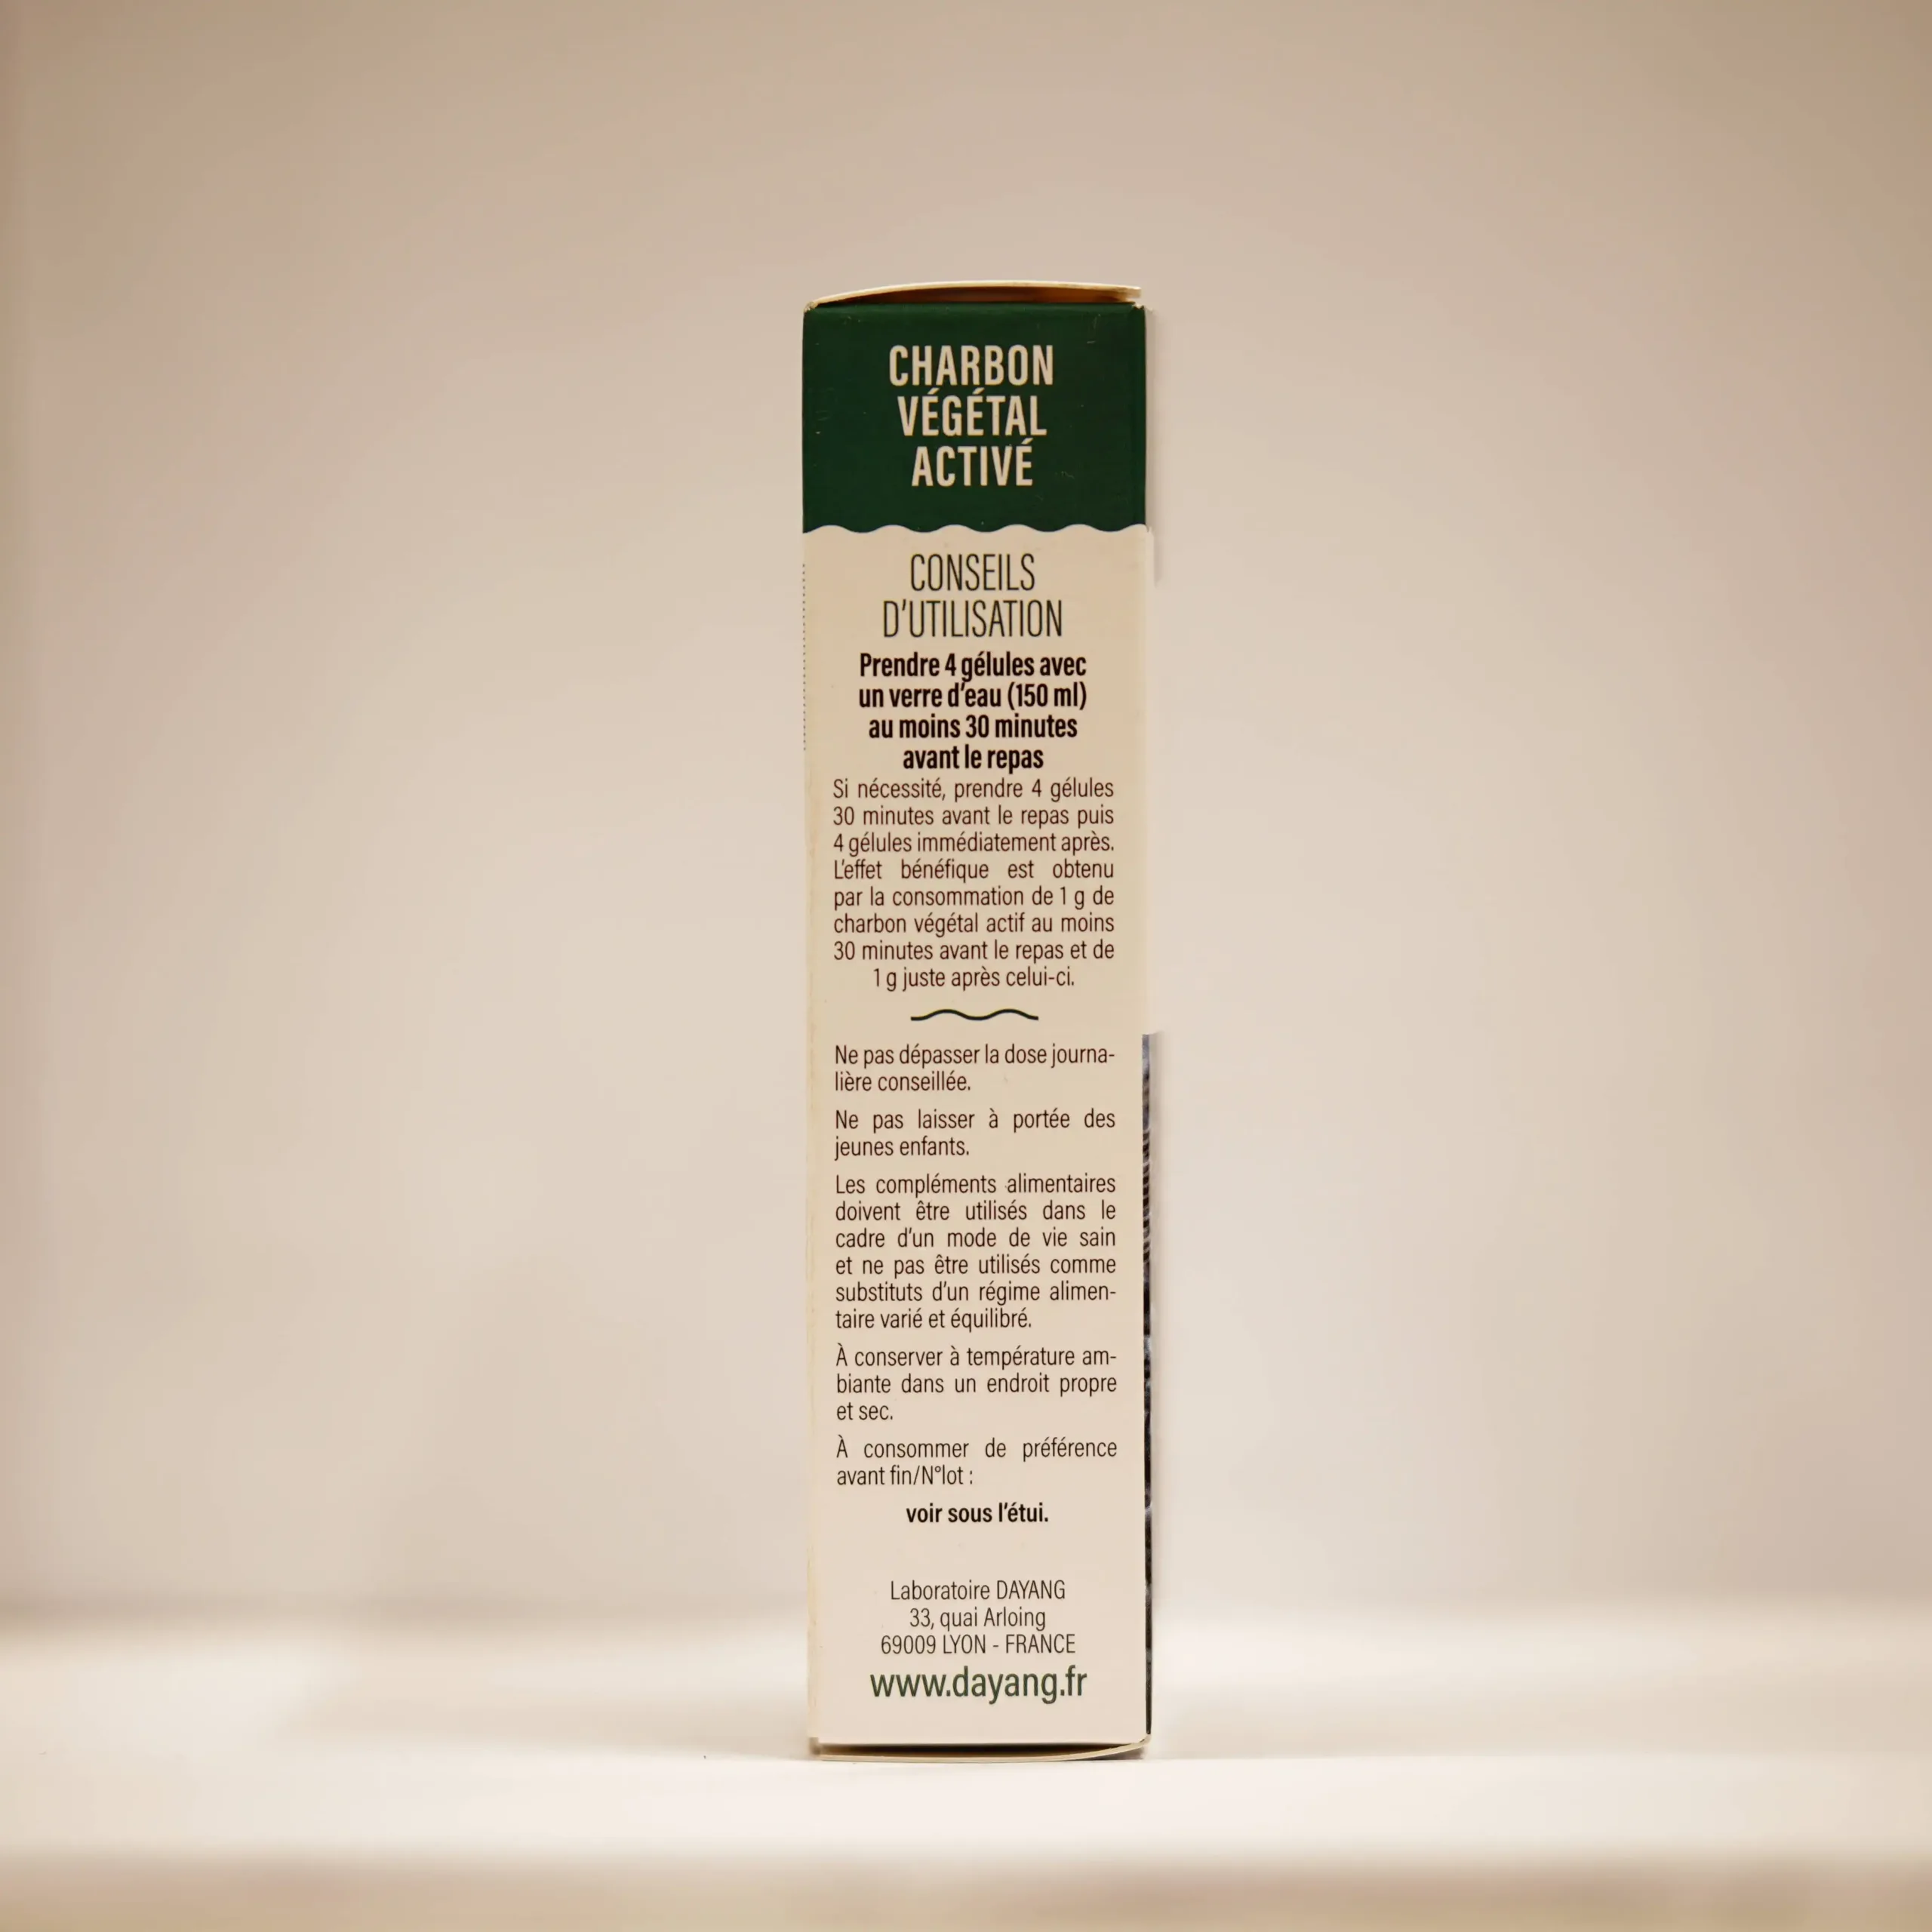 CHARBON
VÉGÉTAL
ACTIVÉ
CONSEILS
D'UTILISATION
Prendre 4 gélules avec
un verre d'eau (150 ml)
au moins 30 minutes
avant le repas
Si nécessité, prendre 4 gélules
30 minutes avant le repas puis
4 gélules immédiatement après.
L'effet bénéfique est obtenu
par la consommation de 1 g de
charbon végétal actif au moins
30 minutes avant le repas et de
1 g juste après celui-ci.
Ne pas dépasser la dose journa-
lière conseillée.
Ne pas laisser à portée des
jeunes enfants.
Les compléments alimentaires
doivent être utilisés dans le
cadre d'un mode de vie sain
et ne pas être utilisés comme
substituts d'un régime alimen-
taire varié et équilibré.
À conserver à température am-
biante dans un endroit propre
et sec.
À consommer de préférence
avant fin/N°lot :
voir sous l'étui.
Laboratoire DAYANG
33, quai Arloing
69009 LYON - FRANCE
www.dayang.fr